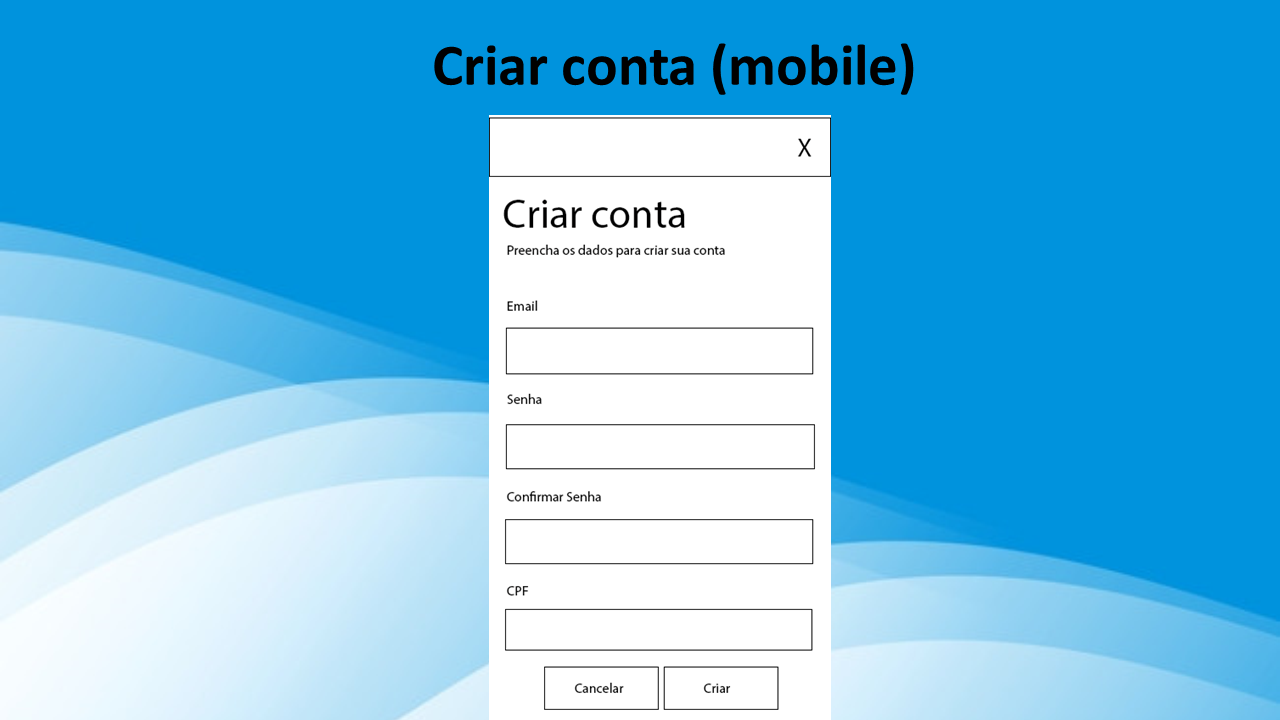 Criar conta (mobile)
X
Criar conta
Preencha os dados para criar sua conta
Email
Senha
Confirmar Senha
CPF
Cancelar Criar